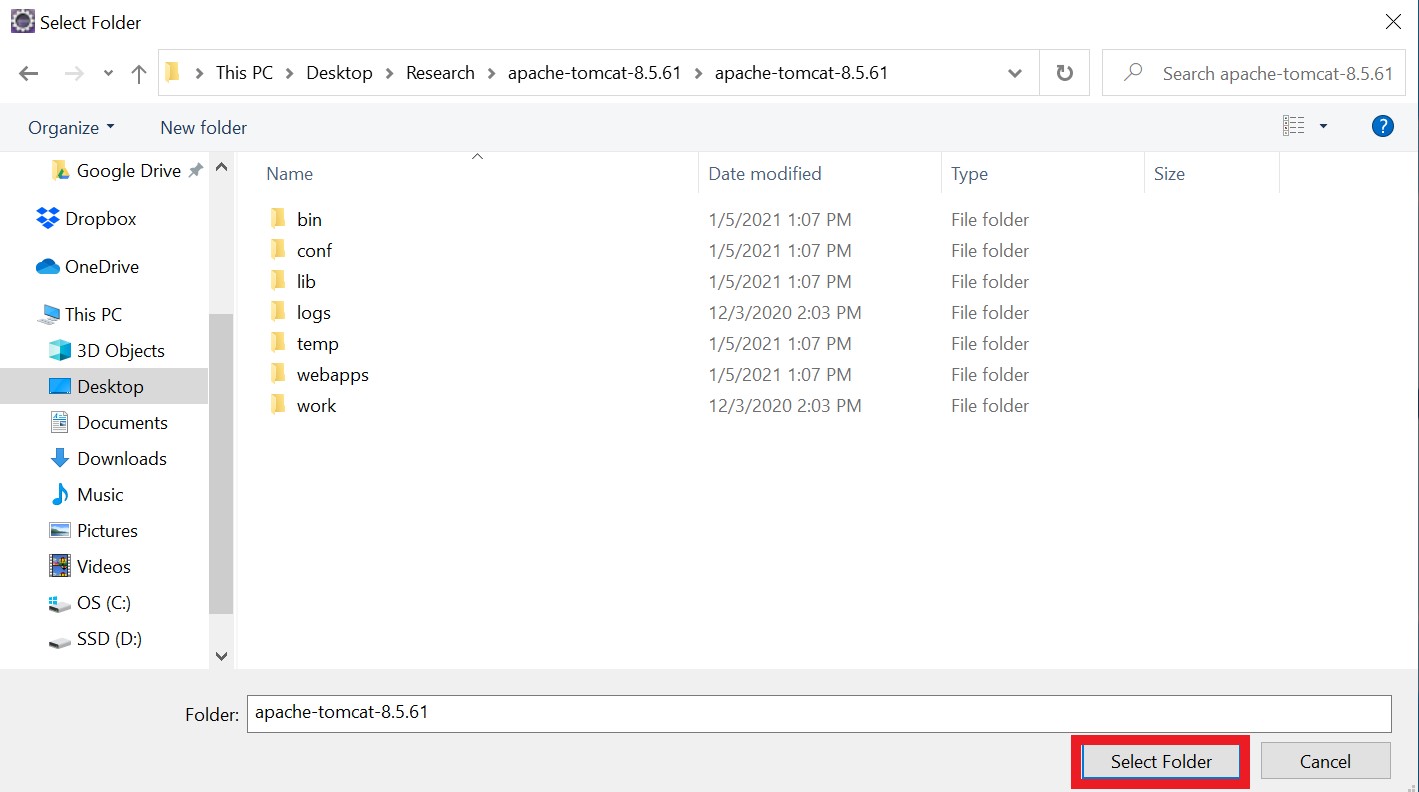 Select Folder
This PC > Desktop > Research > apache-tomcat-8.5.61 > apache-tomcat-8.5.61
Search apache-tomcat-8.5.61
Organize New folder ?
Name Date modified Type Size
Google Drive
Dropbox
OneDrive
This PC
3D Objects
Desktop
Documents
Downloads
Music
Pictures
Videos
OS (C:)
SSD (D:)
bin 1/5/2021 1:07 PM File folder
conf 1/5/2021 1:07 PM File folder
lib 1/5/2021 1:07 PM File folder
logs 12/3/2020 2:03 PM File folder
temp 1/5/2021 1:07 PM File folder
webapps 1/5/2021 1:07 PM File folder
work 12/3/2020 2:03 PM File folder
Folder: apache-tomcat-8.5.61
Select Folder Cancel